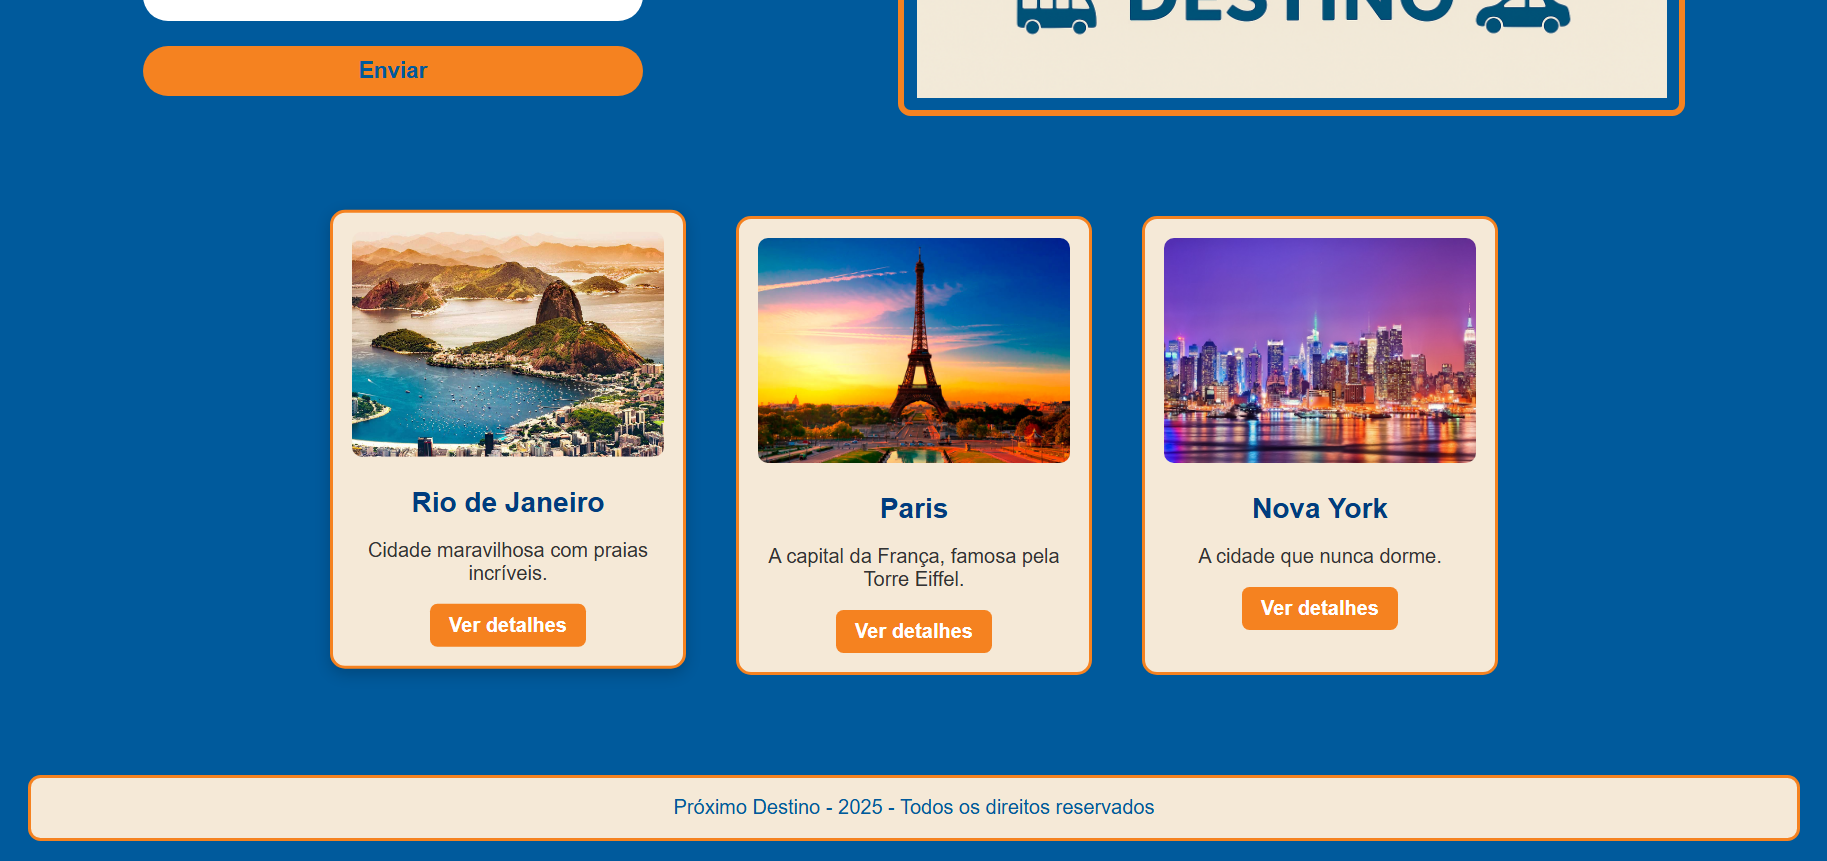 DESTINO
Enviar
Rio de Janeiro
Cidade maravilhosa com praias
incríveis.
Ver detalhes
Paris
A capital da França, famosa pela
Torre Eiffel.
Ver detalhes
Nova York
A cidade que nunca dorme.
Ver detalhes
Próximo Destino - 2025 - Todos os direitos reservados